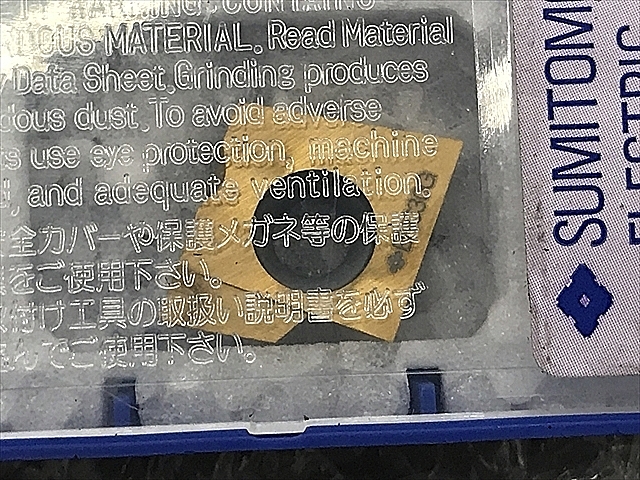 CONTAINS
MATERIAL. Read Material
Data Sheet. Grinding produces
dust. To avoid adverse
use eye protection, machine
and adequate ventilation.
全カバーや保護メガネ等の保護
をご使用下さい。
付け工具の取扱い説明書を必ず
でご使用下さい。
SUMITOMO
ELECTRIC